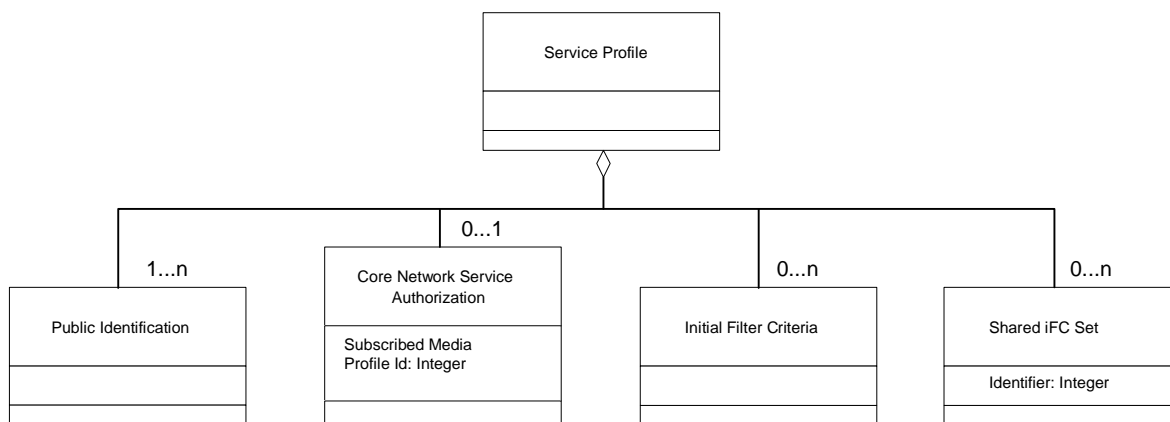 Service Profile
0...1
1...n
0...n
0...n
Core Network Service
Authorization
Public Identification
Initial Filter Criteria
Shared iFC Set
Subscribed Media
Profile Id: Integer
Identifier: Integer